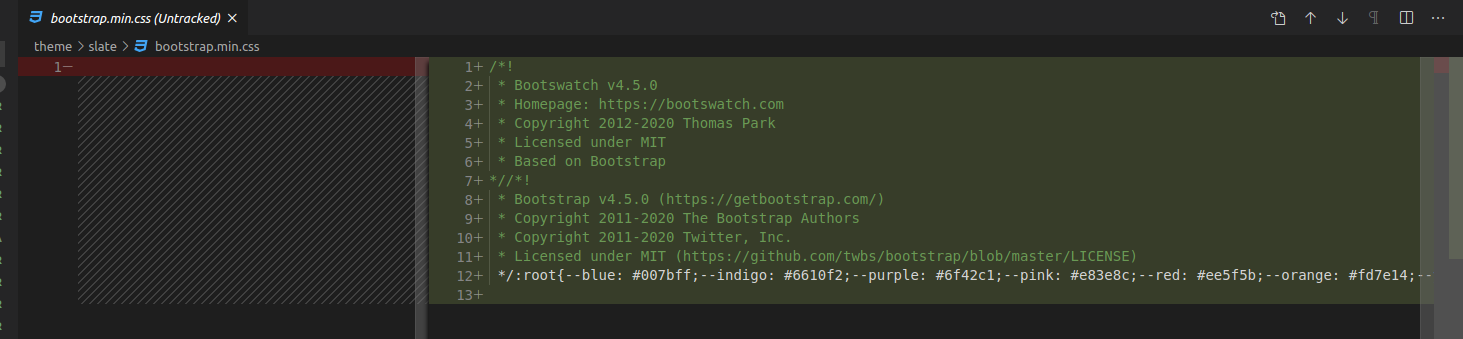 bootstrap.min.css (Untracked) ×
theme > slate > bootstrap.min.css
1−
1+ /*!
2+ * Bootswatch v4.5.0
3+ * Homepage: https://bootswatch.com
4+ * Copyright 2012-2020 Thomas Park
5+ * Licensed under MIT
6+ * Based on Bootstrap
7+ *//*!
8+ * Bootstrap v4.5.0 (https://getbootstrap.com/)
9+ * Copyright 2011-2020 The Bootstrap Authors
10+ * Copyright 2011-2020 Twitter, Inc.
11+ * Licensed under MIT (https://github.com/twbs/bootstrap/blob/master/LICENSE)
12+ */:root{--blue: #007bff;--indigo: #6610f2;--purple: #6f42c1;--pink: #e83e8c;--red: #ee5f5b;--orange: #fd7e14;--
13+